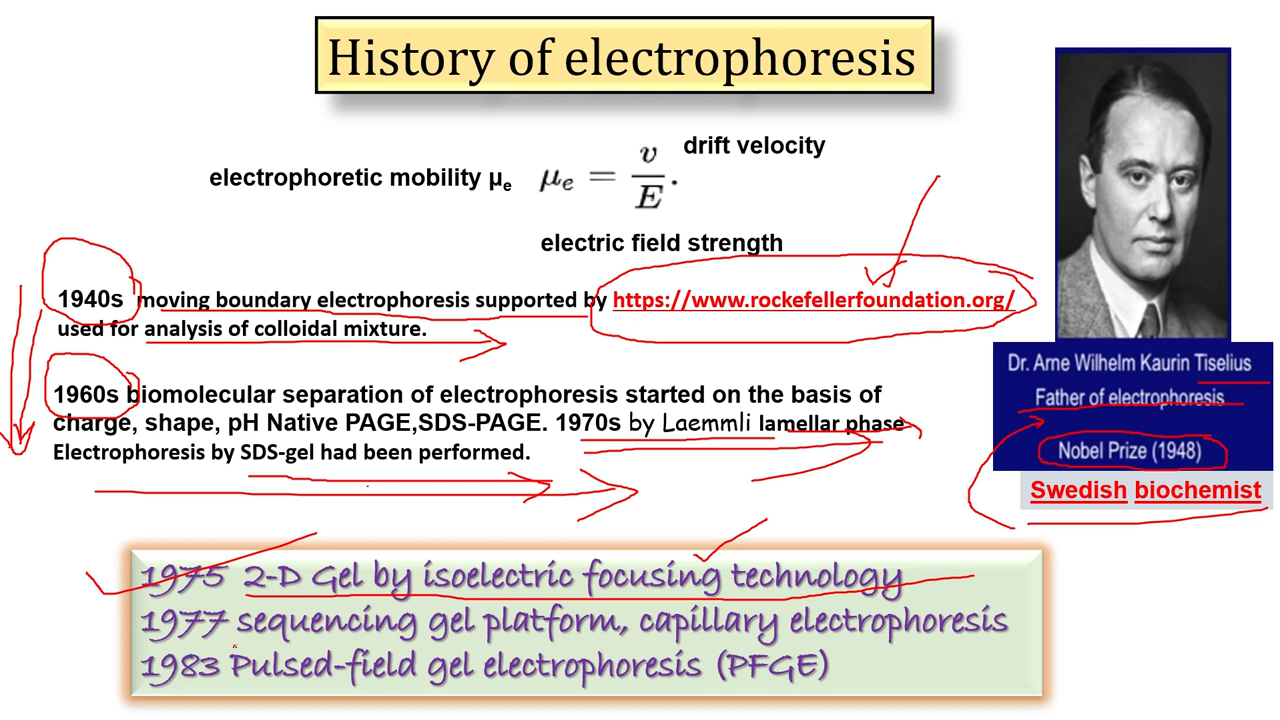 History of electrophoresis
drift velocity
electrophoretic mobility μe μe = v/E.
electric field strength
1940s moving boundary electrophoresis supported by https://www.rockefellerfoundation.org/
used for analysis of colloidal mixture.
1960s biomolecular separation of electrophoresis started on the basis of
charge, shape, pH Native PAGE,SDS-PAGE. 1970s by Laemmli lamellar phase
Electrophoresis by SDS-gel had been performed.
Dr. Arne Wilhelm Kaurin Tiselius
Father of electrophoresis
Nobel Prize (1948)
Swedish biochemist
1975 2-D Gel by isoelectric focusing technology
1977 sequencing gel platform, capillary electrophoresis
1983 Pulsed-field gel electrophoresis (PFGE)